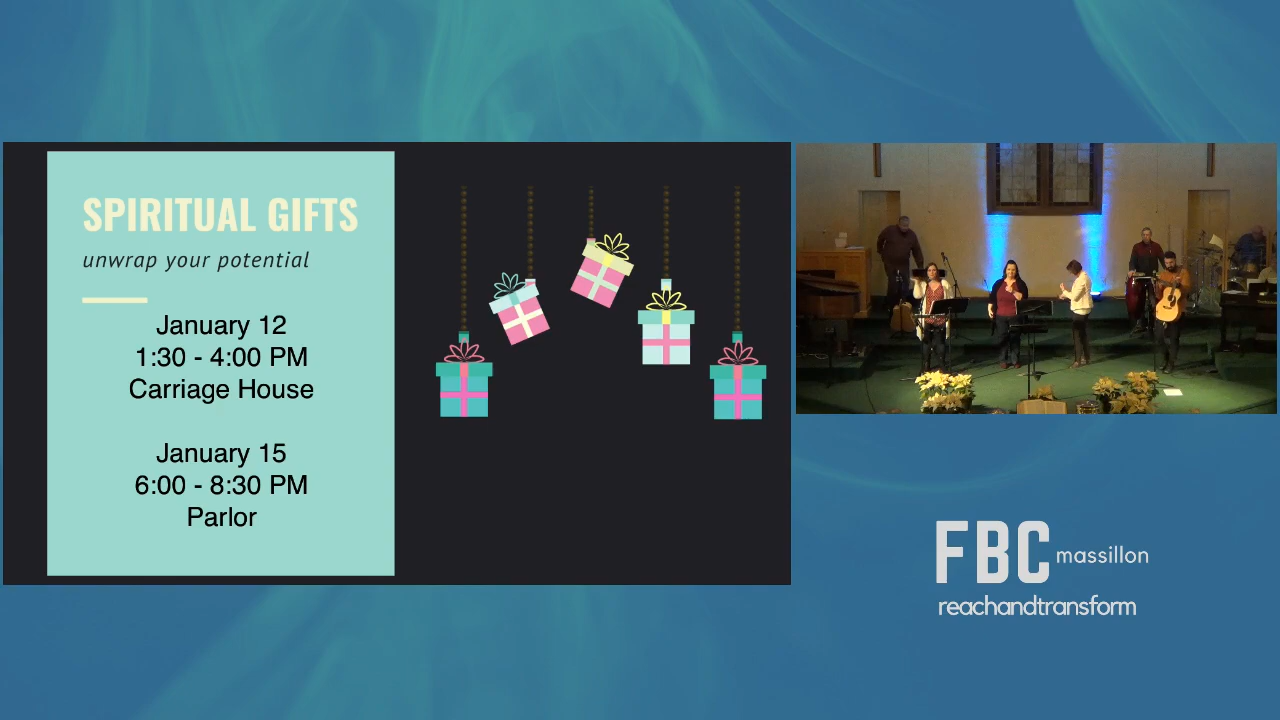 SPIRITUAL GIFTS
unwrap your potential
January 12
1:30 - 4:00 PM
Carriage House
January 15
6:00 - 8:30 PM
Parlor
FBC massillon
reachandtransform